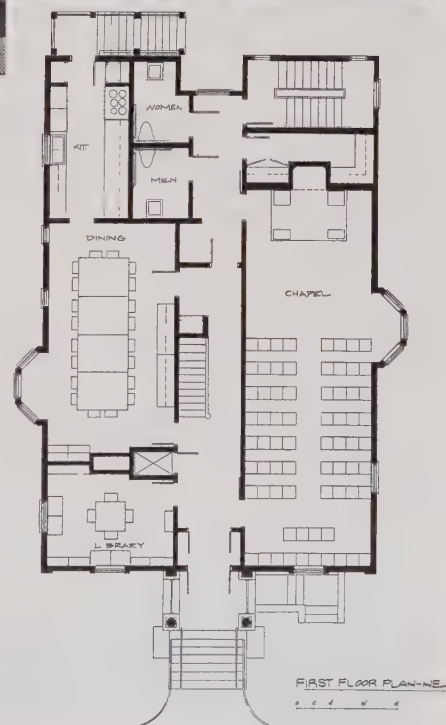 WOMEN
KIT
MEN
DINING
CHAPEL
LIBRARY
FIRST FLOOR PLAN-NE